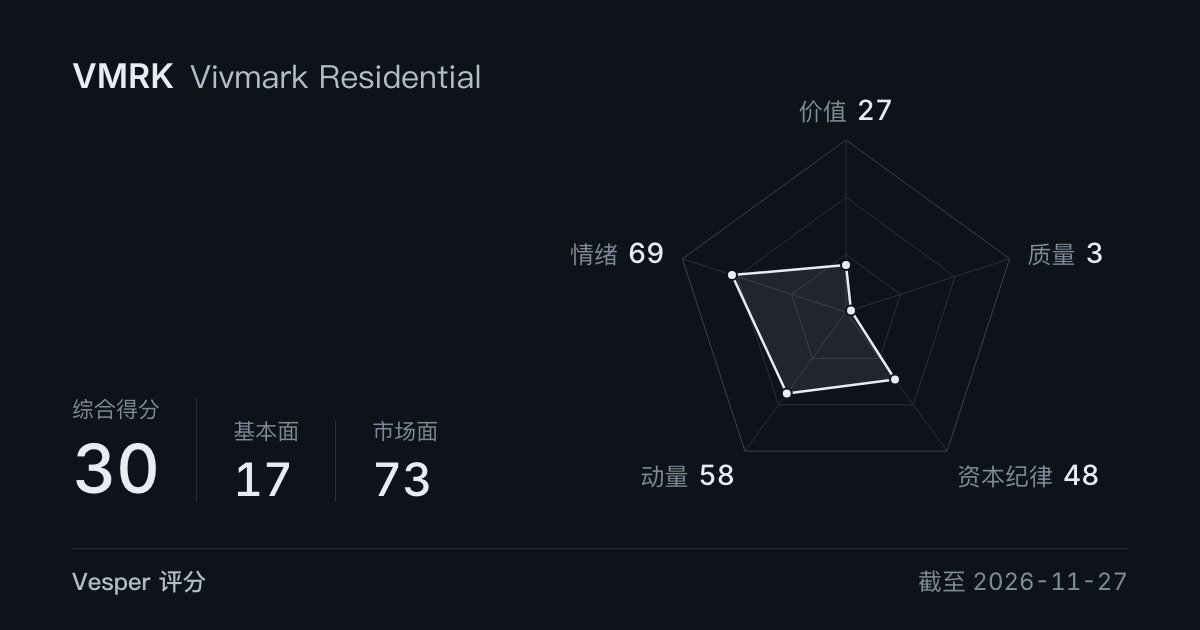 VMRK Vivmark Residential
价值 27
情绪 69
质量 3
动量 58
资本纪律 48
综合得分
30
基本面
17
市场面
73
Vesper 评分
截至 2026-11-27